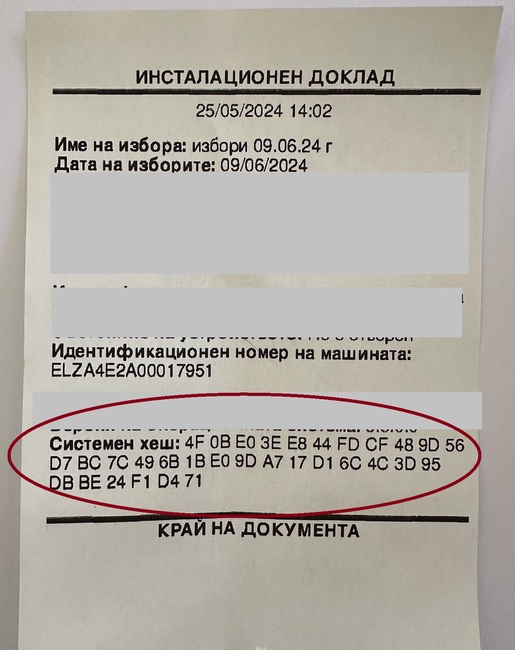 ИНСТАЛАЦИОНЕН ДОКЛАД
25/05/2024 14:02
Име на избора: избори 09.06.24 г
Дата на изборите: 09/06/2024
Идентификационен номер на машината:
ELZA4E2A00017951
Системен хеш: 4F 0B E0 3E E8 44 FD CF 48 9D 56
D7 BC 7C 49 6B 1B E0 9D A7 17 D1 6C 4C 3D 95
DB BE 24 F1 D4 71
КРАЙ НА ДОКУМЕНТА